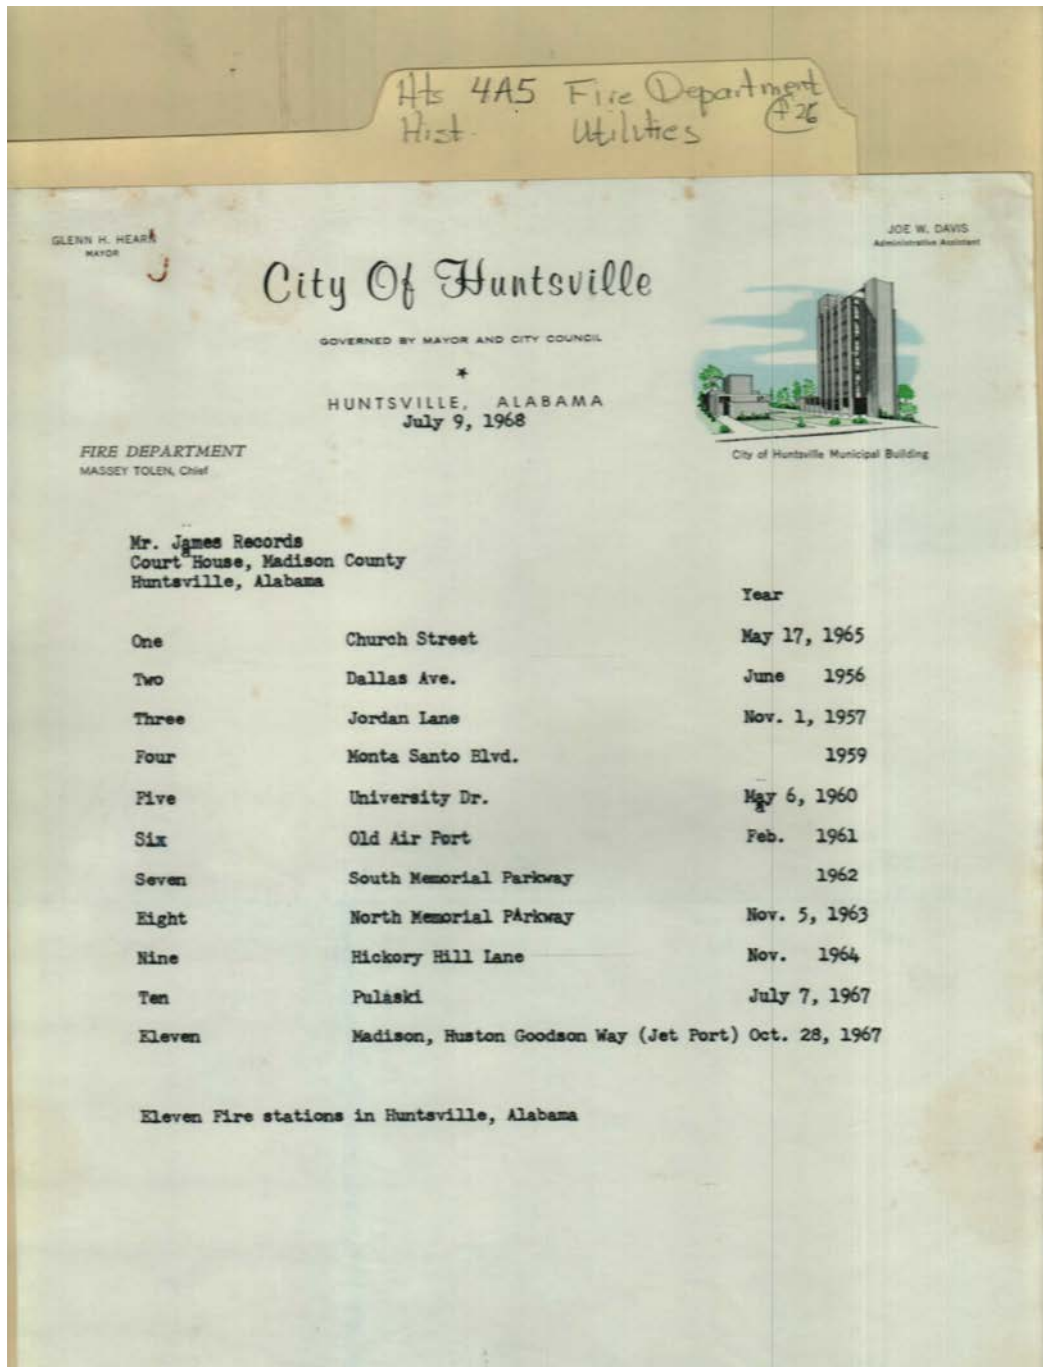 Hts 4A5 Fire Department
Hist. Utilities
GLENN H. HEARN
MAYOR
JOE W. DAVIS
Administrative Assistant
City Of Huntsville
GOVERNED BY MAYOR AND CITY COUNCIL
HUNTSVILLE, ALABAMA
July 9, 1968
FIRE DEPARTMENT
MASSEY TOLEN, Chief
City of Huntsville Municipal Building
Mr. James Records
Court House, Madison County
Huntsville, Alabama
Year
One Church Street May 17, 1965
Two Dallas Ave. June 1956
Three Jordan Lane Nov. 1, 1957
Four Monta Santo Blvd. 1959
Five University Dr. May 6, 1960
Six Old Air Port Feb. 1961
Seven South Memorial Parkway 1962
Eight North Memorial PArkway Nov. 5, 1963
Nine Hickory Hill Lane Nov. 1964
Ten Pulaski July 7, 1967
Eleven Madison, Huston Goodson Way (Jet Port) Oct. 28, 1967
Eleven Fire stations in Huntsville, Alabama